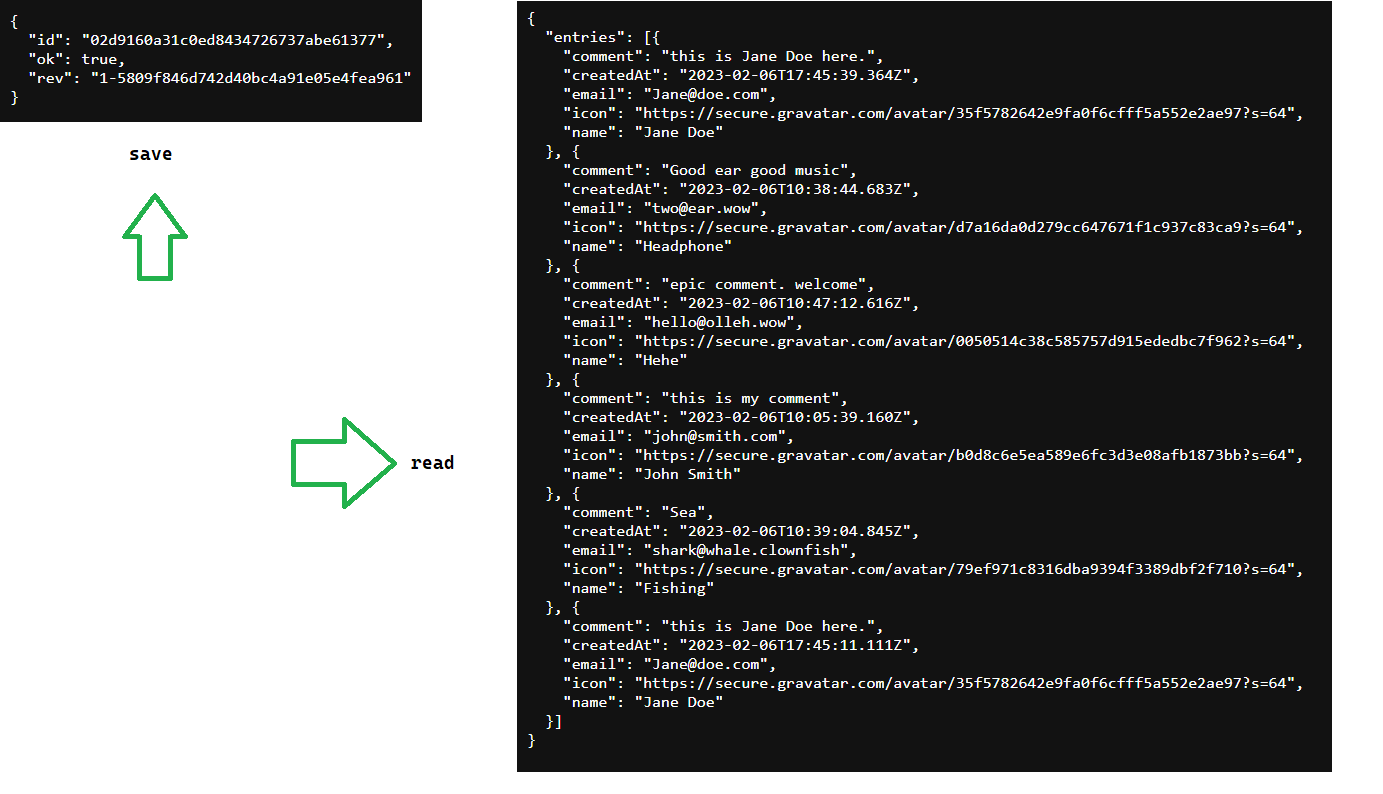 {
  "id": "02d9160a31c0ed8434726737abe61377",
  "ok": true,
  "rev": "1-5809f846d742d40bc4a91e05e4fea961"
}
save
read
{
  "entries": [{
    "comment": "this is Jane Doe here.",
    "createdAt": "2023-02-06T17:45:39.364Z",
    "email": "Jane@doe.com",
    "icon": "https://secure.gravatar.com/avatar/35f5782642e9fa0f6cfff5a552e2ae97?s=64",
    "name": "Jane Doe"
  }, {
    "comment": "Good ear good music",
    "createdAt": "2023-02-06T10:38:44.683Z",
    "email": "two@ear.wow",
    "icon": "https://secure.gravatar.com/avatar/d7a16da0d279cc647671f1c937c83ca9?s=64",
    "name": "Headphone"
  }, {
    "comment": "epic comment. welcome",
    "createdAt": "2023-02-06T10:47:12.616Z",
    "email": "hello@olleh.wow",
    "icon": "https://secure.gravatar.com/avatar/0050514c38c585757d915ededbc7f962?s=64",
    "name": "Hehe"
  }, {
    "comment": "this is my comment",
    "createdAt": "2023-02-06T10:05:39.160Z",
    "email": "john@smith.com",
    "icon": "https://secure.gravatar.com/avatar/b0d8c6e5ea589e6fc3d3e08afb1873bb?s=64",
    "name": "John Smith"
  }, {
    "comment": "Sea",
    "createdAt": "2023-02-06T10:39:04.845Z",
    "email": "shark@whale.clownfish",
    "icon": "https://secure.gravatar.com/avatar/79ef971c8316dba9394f3389dbf2f710?s=64",
    "name": "Fishing"
  }, {
    "comment": "this is Jane Doe here.",
    "createdAt": "2023-02-06T17:45:11.111Z",
    "email": "Jane@doe.com",
    "icon": "https://secure.gravatar.com/avatar/35f5782642e9fa0f6cfff5a552e2ae97?s=64",
    "name": "Jane Doe"
  }]
}